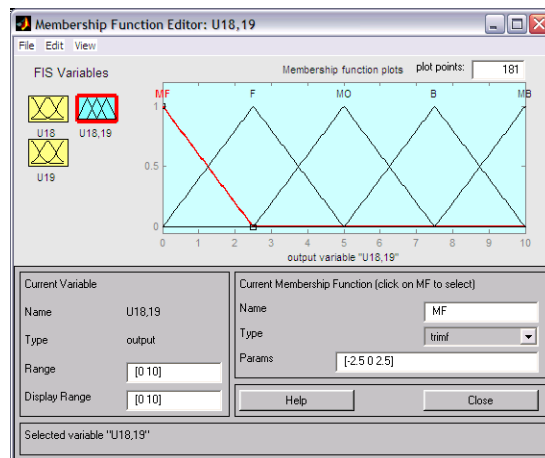 Membership Function Editor: U18,19
File Edit View
FIS Variables
Membership function plots plot points: 181
MF F MO B MB
U18 U18,19
U19
1
0.5
0
0 1 2 3 4 5 6 7 8 9 10
output variable "U18,19"
Current Variable
Name U18,19
Type output
Range [0 10]
Display Range [0 10]
Current Membership Function (click on MF to select)
Name MF
Type trimf
Params [-2.5 0 2.5]
Help Close
Selected variable "U18,19"